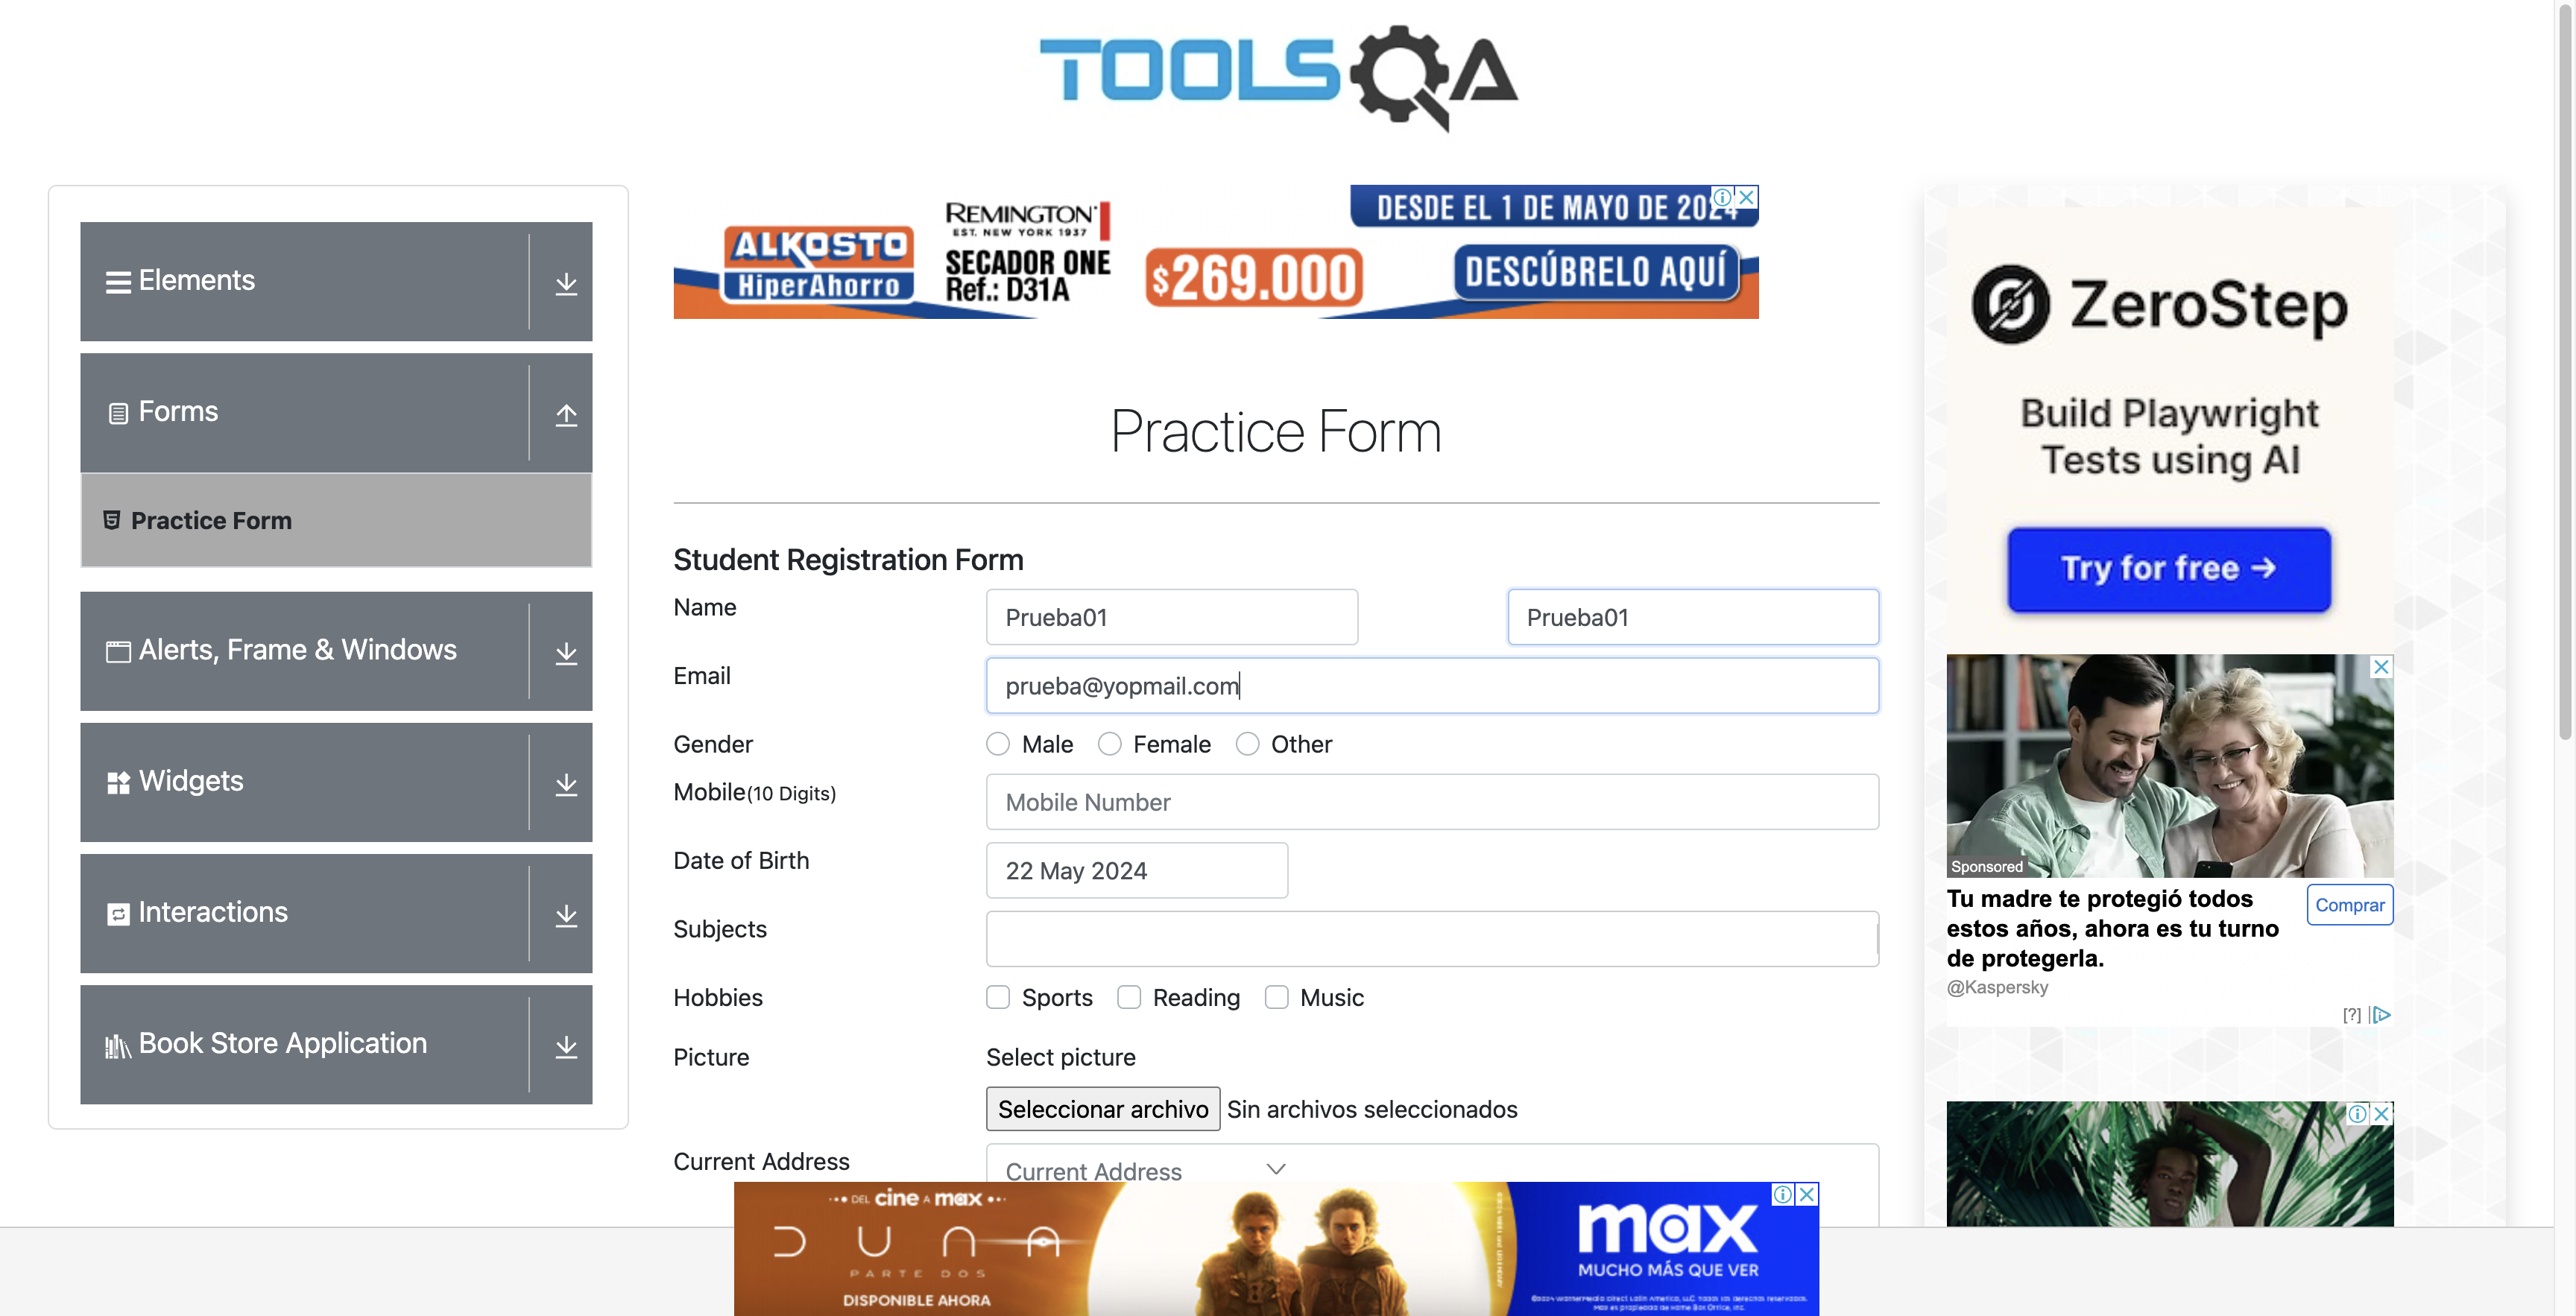 TOOLSQA
Elements
Forms
Practice Form
Alerts, Frame & Windows
Widgets
Interactions
Book Store Application
ALKOSTO
HiperAhorro
REMINGTON
EST. NEW YORK 1937
SECADOR ONE
Ref.: D31A
$269.000
DESDE EL 1 DE MAYO DE 2024
DESCÚBRELO AQUÍ
Practice Form
Student Registration Form
Name Prueba01 Prueba01
Email prueba@yopmail.com
Gender Male Female Other
Mobile(10 Digits) Mobile Number
Date of Birth 22 May 2024
Subjects
Hobbies Sports Reading Music
Picture Select picture
Seleccionar archivo Sin archivos seleccionados
Current Address Current Address
DEL cine A max
DUNA
PARTE DOS
DISPONIBLE AHORA
max
MUCHO MÁS QUE VER
ZeroStep
Build Playwright
Tests using AI
Try for free →
Sponsored
Tu madre te protegió todos
estos años, ahora es tu turno
de protegerla.
Comprar
@Kaspersky
[?]